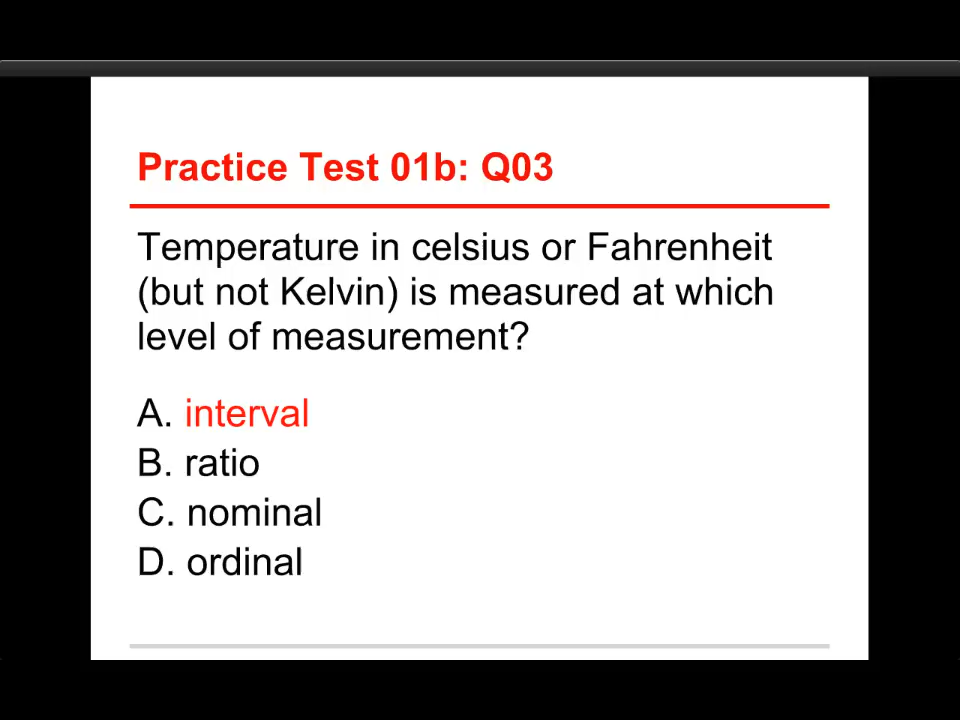 Practice Test 01b: Q03
Temperature in celsius or Fahrenheit
(but not Kelvin) is measured at which
level of measurement?
A. interval
B. ratio
C. nominal
D. ordinal